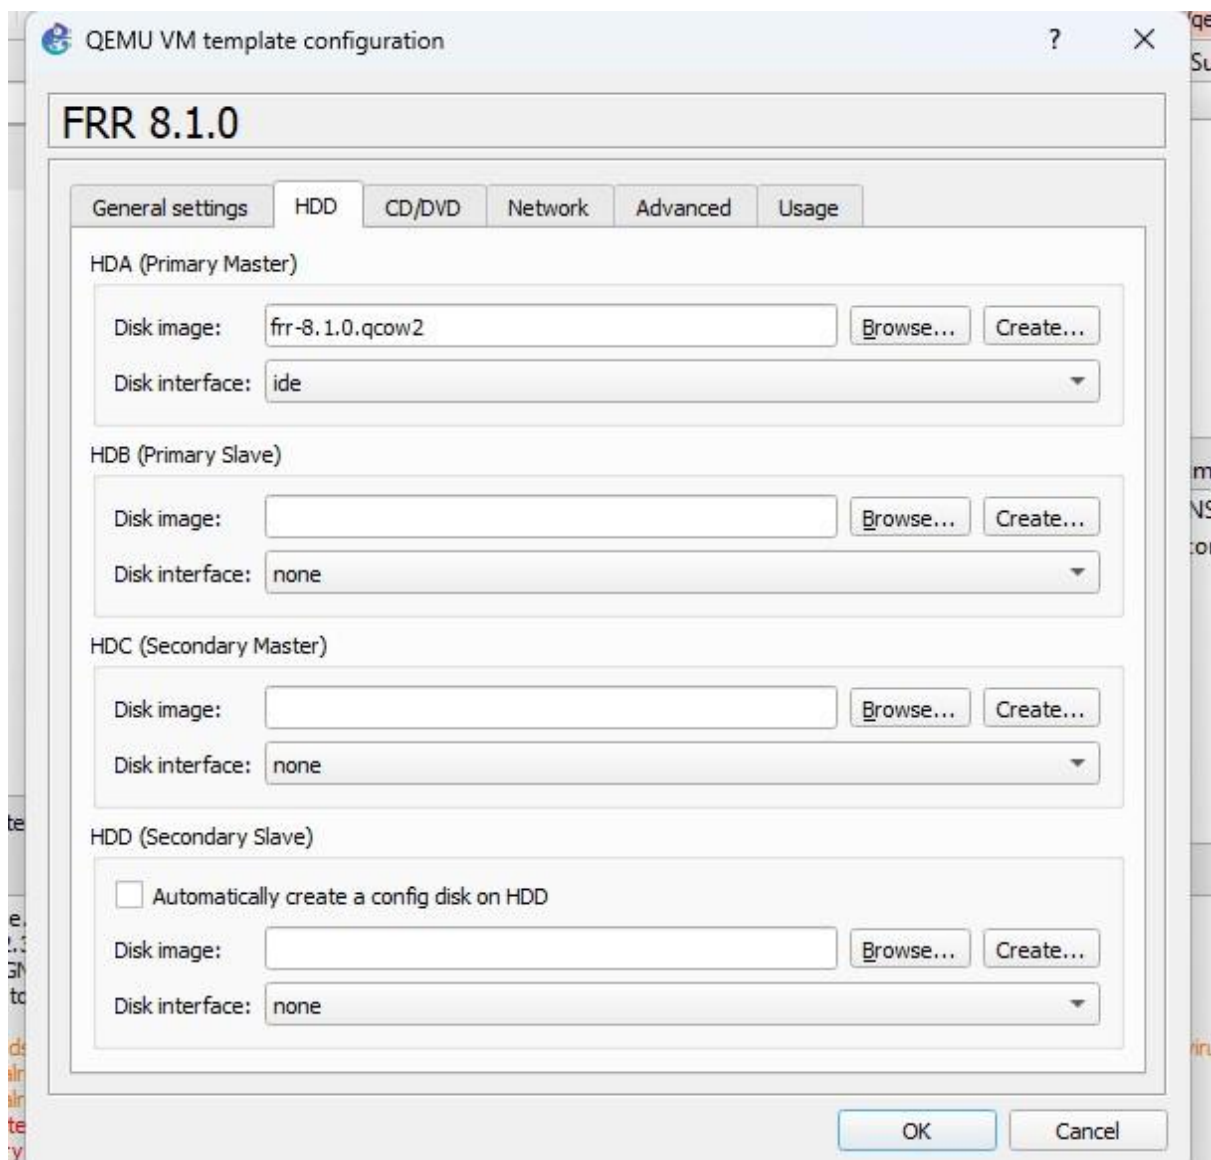 QEMU VM template configuration ?
FRR 8.1.0
General settings HDD CD/DVD Network Advanced Usage
HDA (Primary Master)
Disk image: frr-8.1.0.qcow2 Browse... Create...
Disk interface: ide
HDB (Primary Slave)
Disk image: Browse... Create...
Disk interface: none
HDC (Secondary Master)
Disk image: Browse... Create...
Disk interface: none
HDD (Secondary Slave)
Automatically create a config disk on HDD
Disk image: Browse... Create...
Disk interface: none
OK Cancel